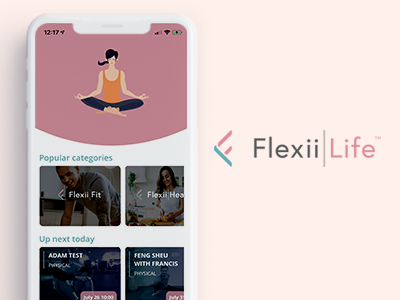 12:17
Popular categories
Flexii Fit
Flexii Hea
Up next today
ADAM TEST
PHYSICAL
FENG SHEU
WITH FRANCIS
PHYSICAL
July 26 10:00
July 31
Flexii|Life™